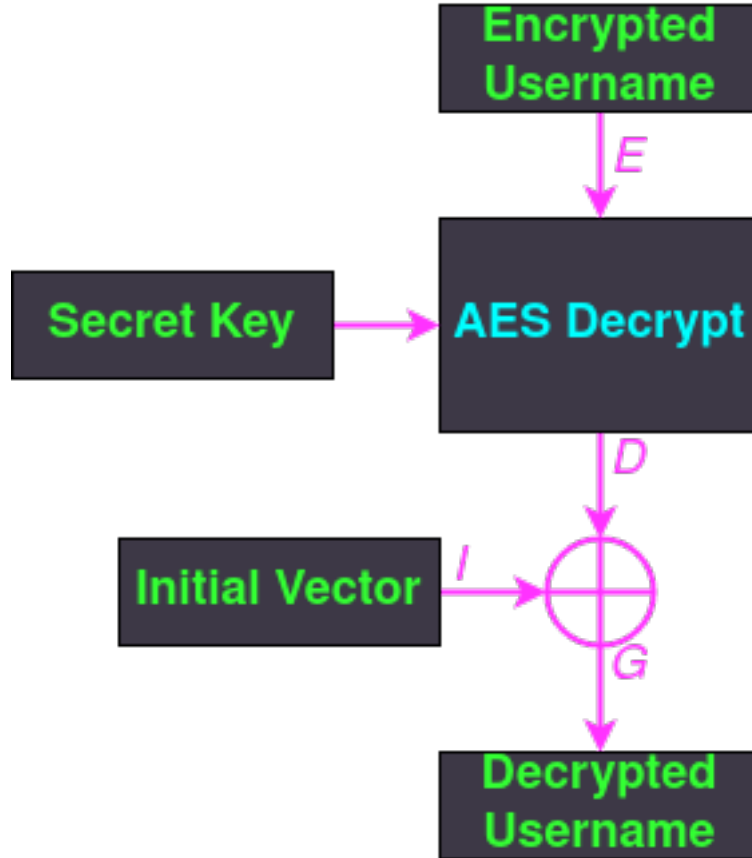 Encrypted
Username
E
Secret Key
AES Decrypt
D
Initial Vector
I
G
Decrypted
Username